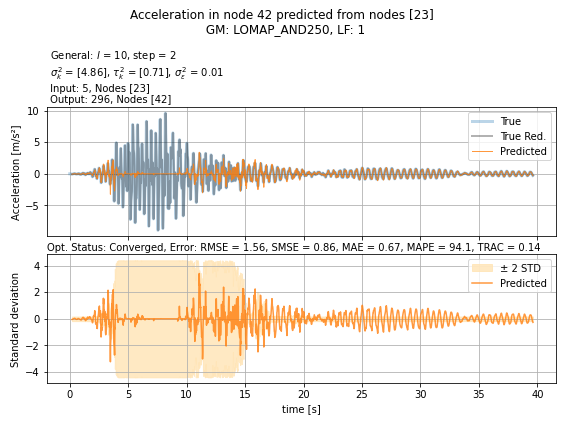 Acceleration in node 42 predicted from nodes [23]
GM: LOMAP_AND250, LF: 1
General: l = 10, step = 2
σ²ₖ = [4.86], τ²ₖ = [0.71], σ²ε = 0.01
Input: 5, Nodes [23]
Output: 296, Nodes [42]
Acceleration [m/s²]
10
5
0
−5
True
True Red.
Predicted
Opt. Status: Converged, Error: RMSE = 1.56, SMSE = 0.86, MAE = 0.67, MAPE = 94.1, TRAC = 0.14
Standard deviation
4
2
0
−2
−4
± 2 STD
Predicted
0 5 10 15 20 25 30 35 40
time [s]